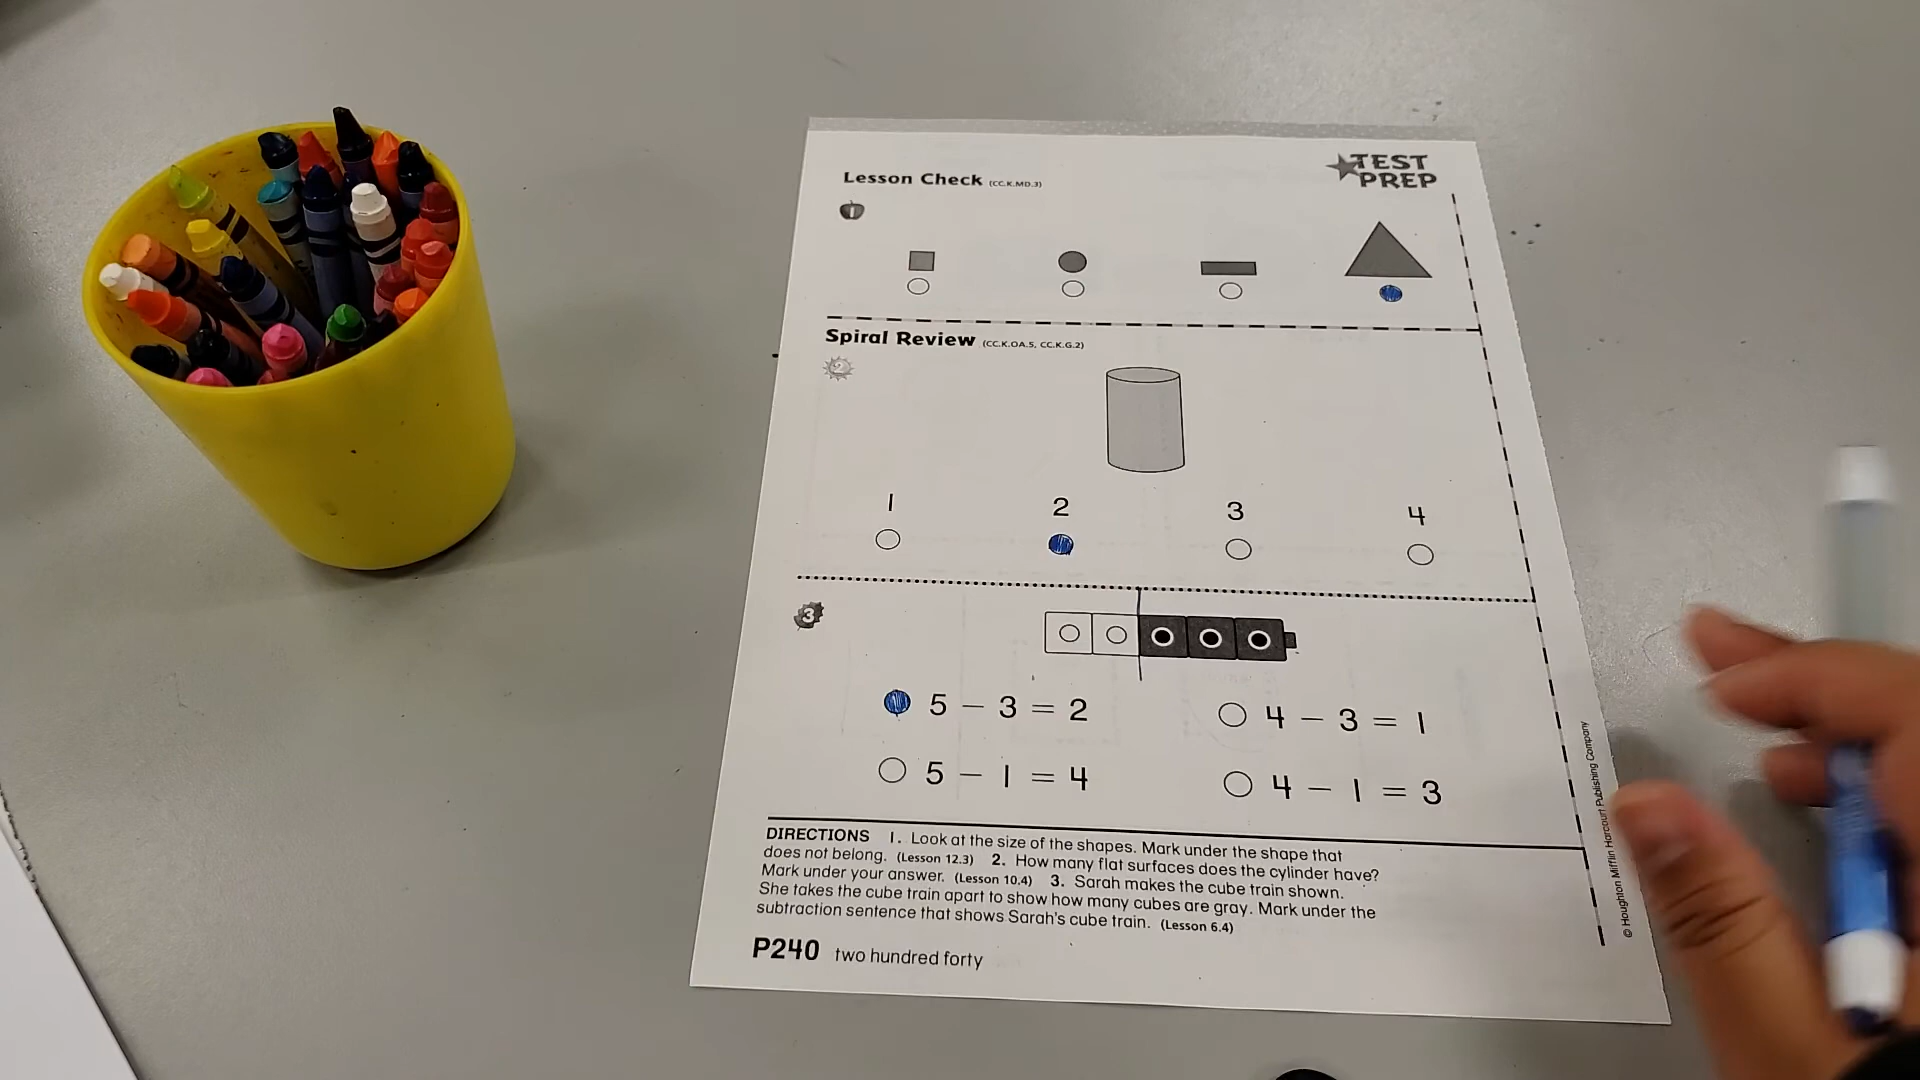 Lesson Check (CC.K.MD.3)
TEST
PREP
1
Spiral Review (CC.K.OA.5, CC.K.G.2)
2
1 2 3 4
3
5 − 3 = 2 4 − 3 = 1
5 − 1 = 4 4 − 1 = 3
DIRECTIONS 1. Look at the size of the shapes. Mark under the shape that
does not belong. (Lesson 12.3) 2. How many flat surfaces does the cylinder have?
Mark under your answer. (Lesson 10.4) 3. Sarah makes the cube train shown.
She takes the cube train apart to show how many cubes are gray. Mark under the
subtraction sentence that shows Sarah's cube train. (Lesson 6.4)
P240 two hundred forty
© Houghton Mifflin Harcourt Publishing Company